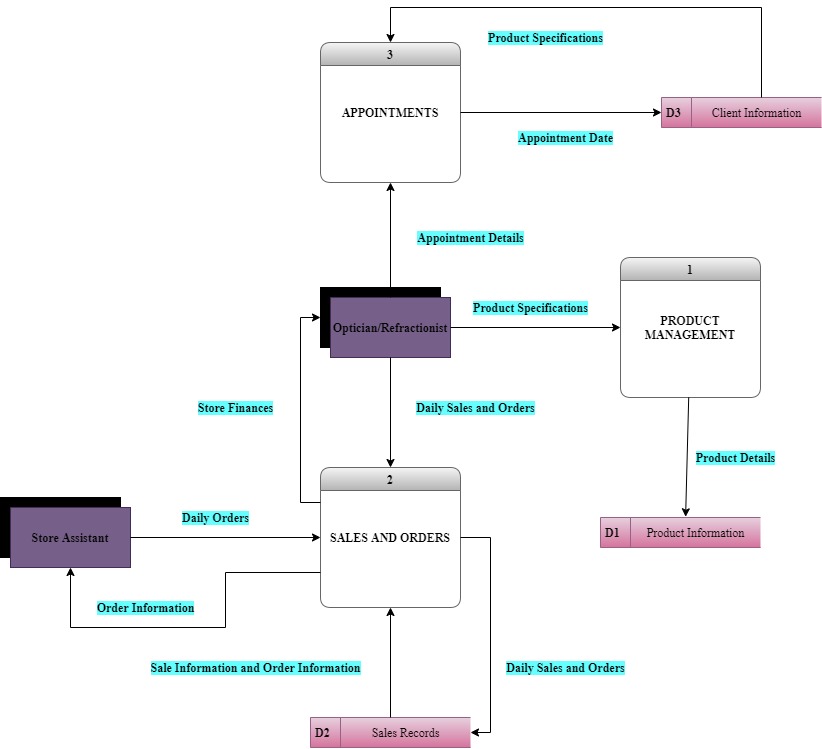 Product Specifications
3
APPOINTMENTS
D3
Client Information
Appointment Date
Appointment Details
1
PRODUCT
MANAGEMENT
Product Specifications
Optician/Refractionist
Store Finances
Daily Sales and Orders
Product Details
2
SALES AND ORDERS
Daily Orders
Store Assistant
D1
Product Information
Order Information
Sale Information and Order Information
Daily Sales and Orders
D2
Sales Records